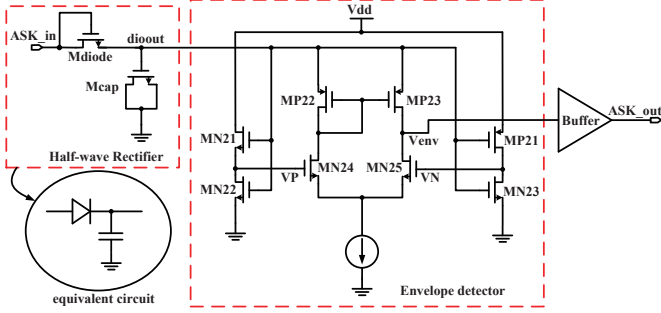 Vdd
ASK_in
dioout
Mdiode
Mcap
MP22
MP23
ASK_out
Buffer
MN21
Venv
MP21
Half-wave Rectifier
MN24
MN25
MN22
VP
VN
MN23
equivalent circuit
Envelope detector